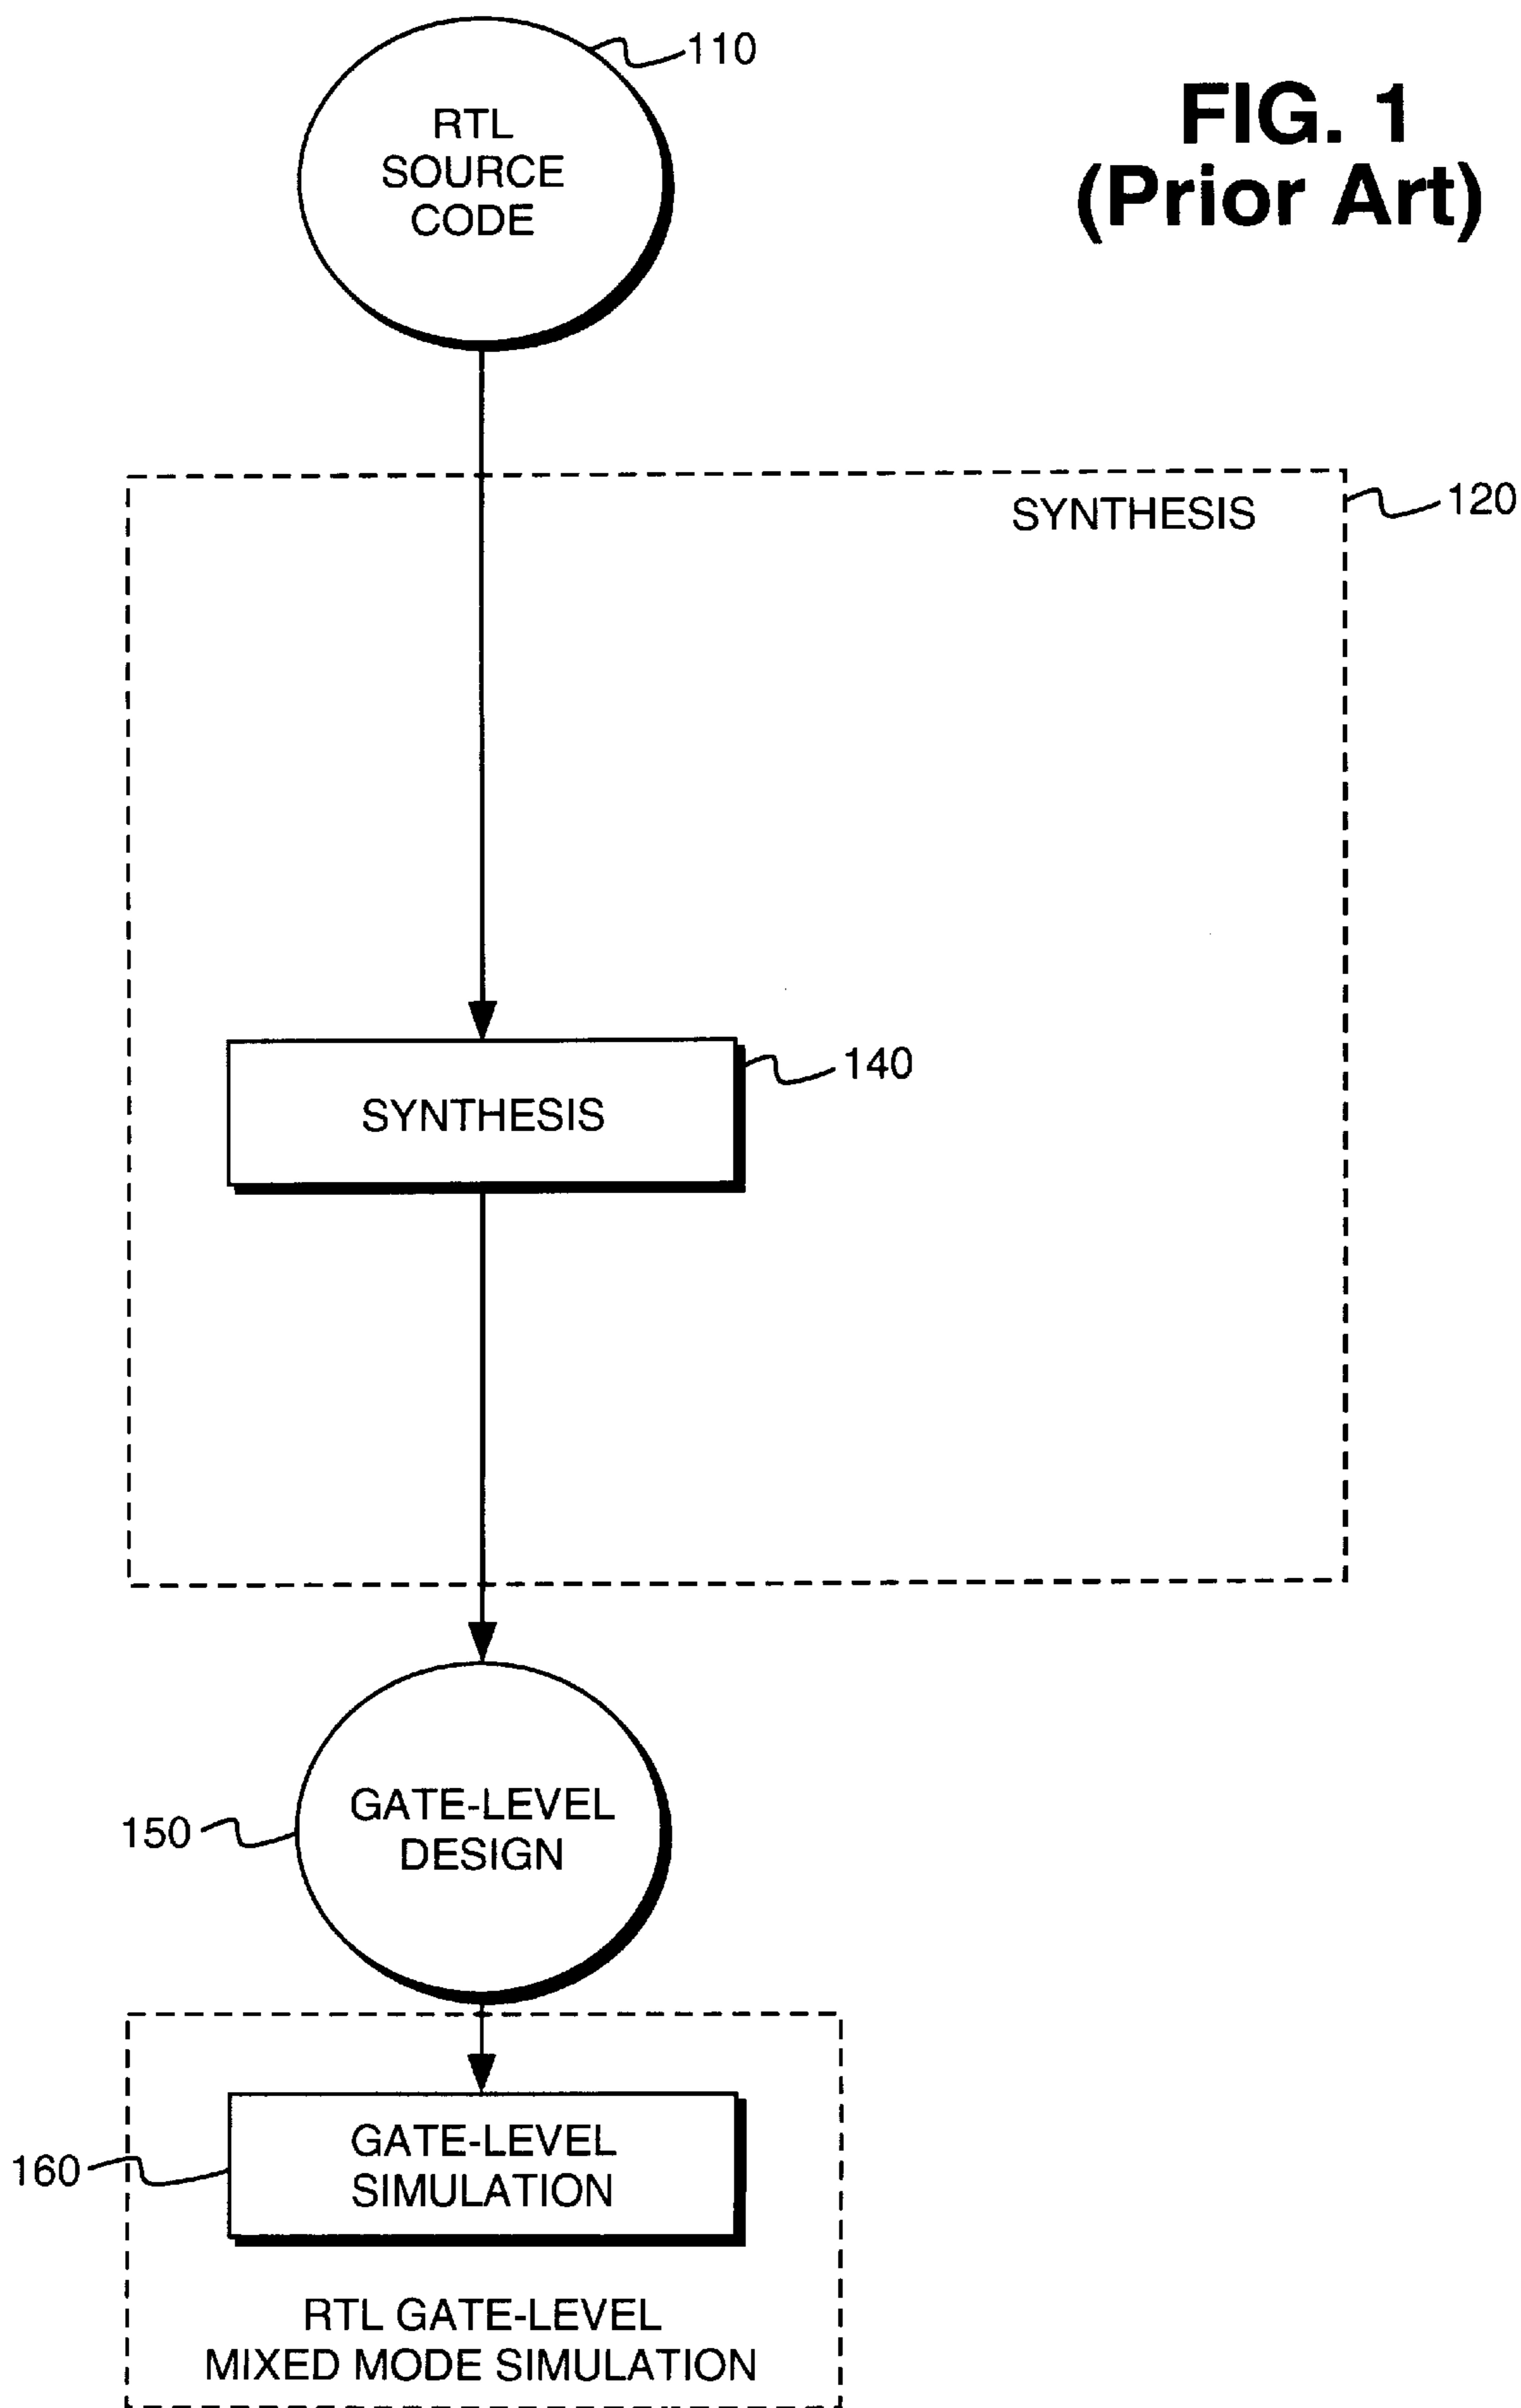 110
FIG. 1
(Prior Art)
RTL
SOURCE
CODE
SYNTHESIS
120
140
SYNTHESIS
GATE-LEVEL
DESIGN
150
GATE-LEVEL
SIMULATION
160
RTL GATE-LEVEL
MIXED MODE SIMULATION